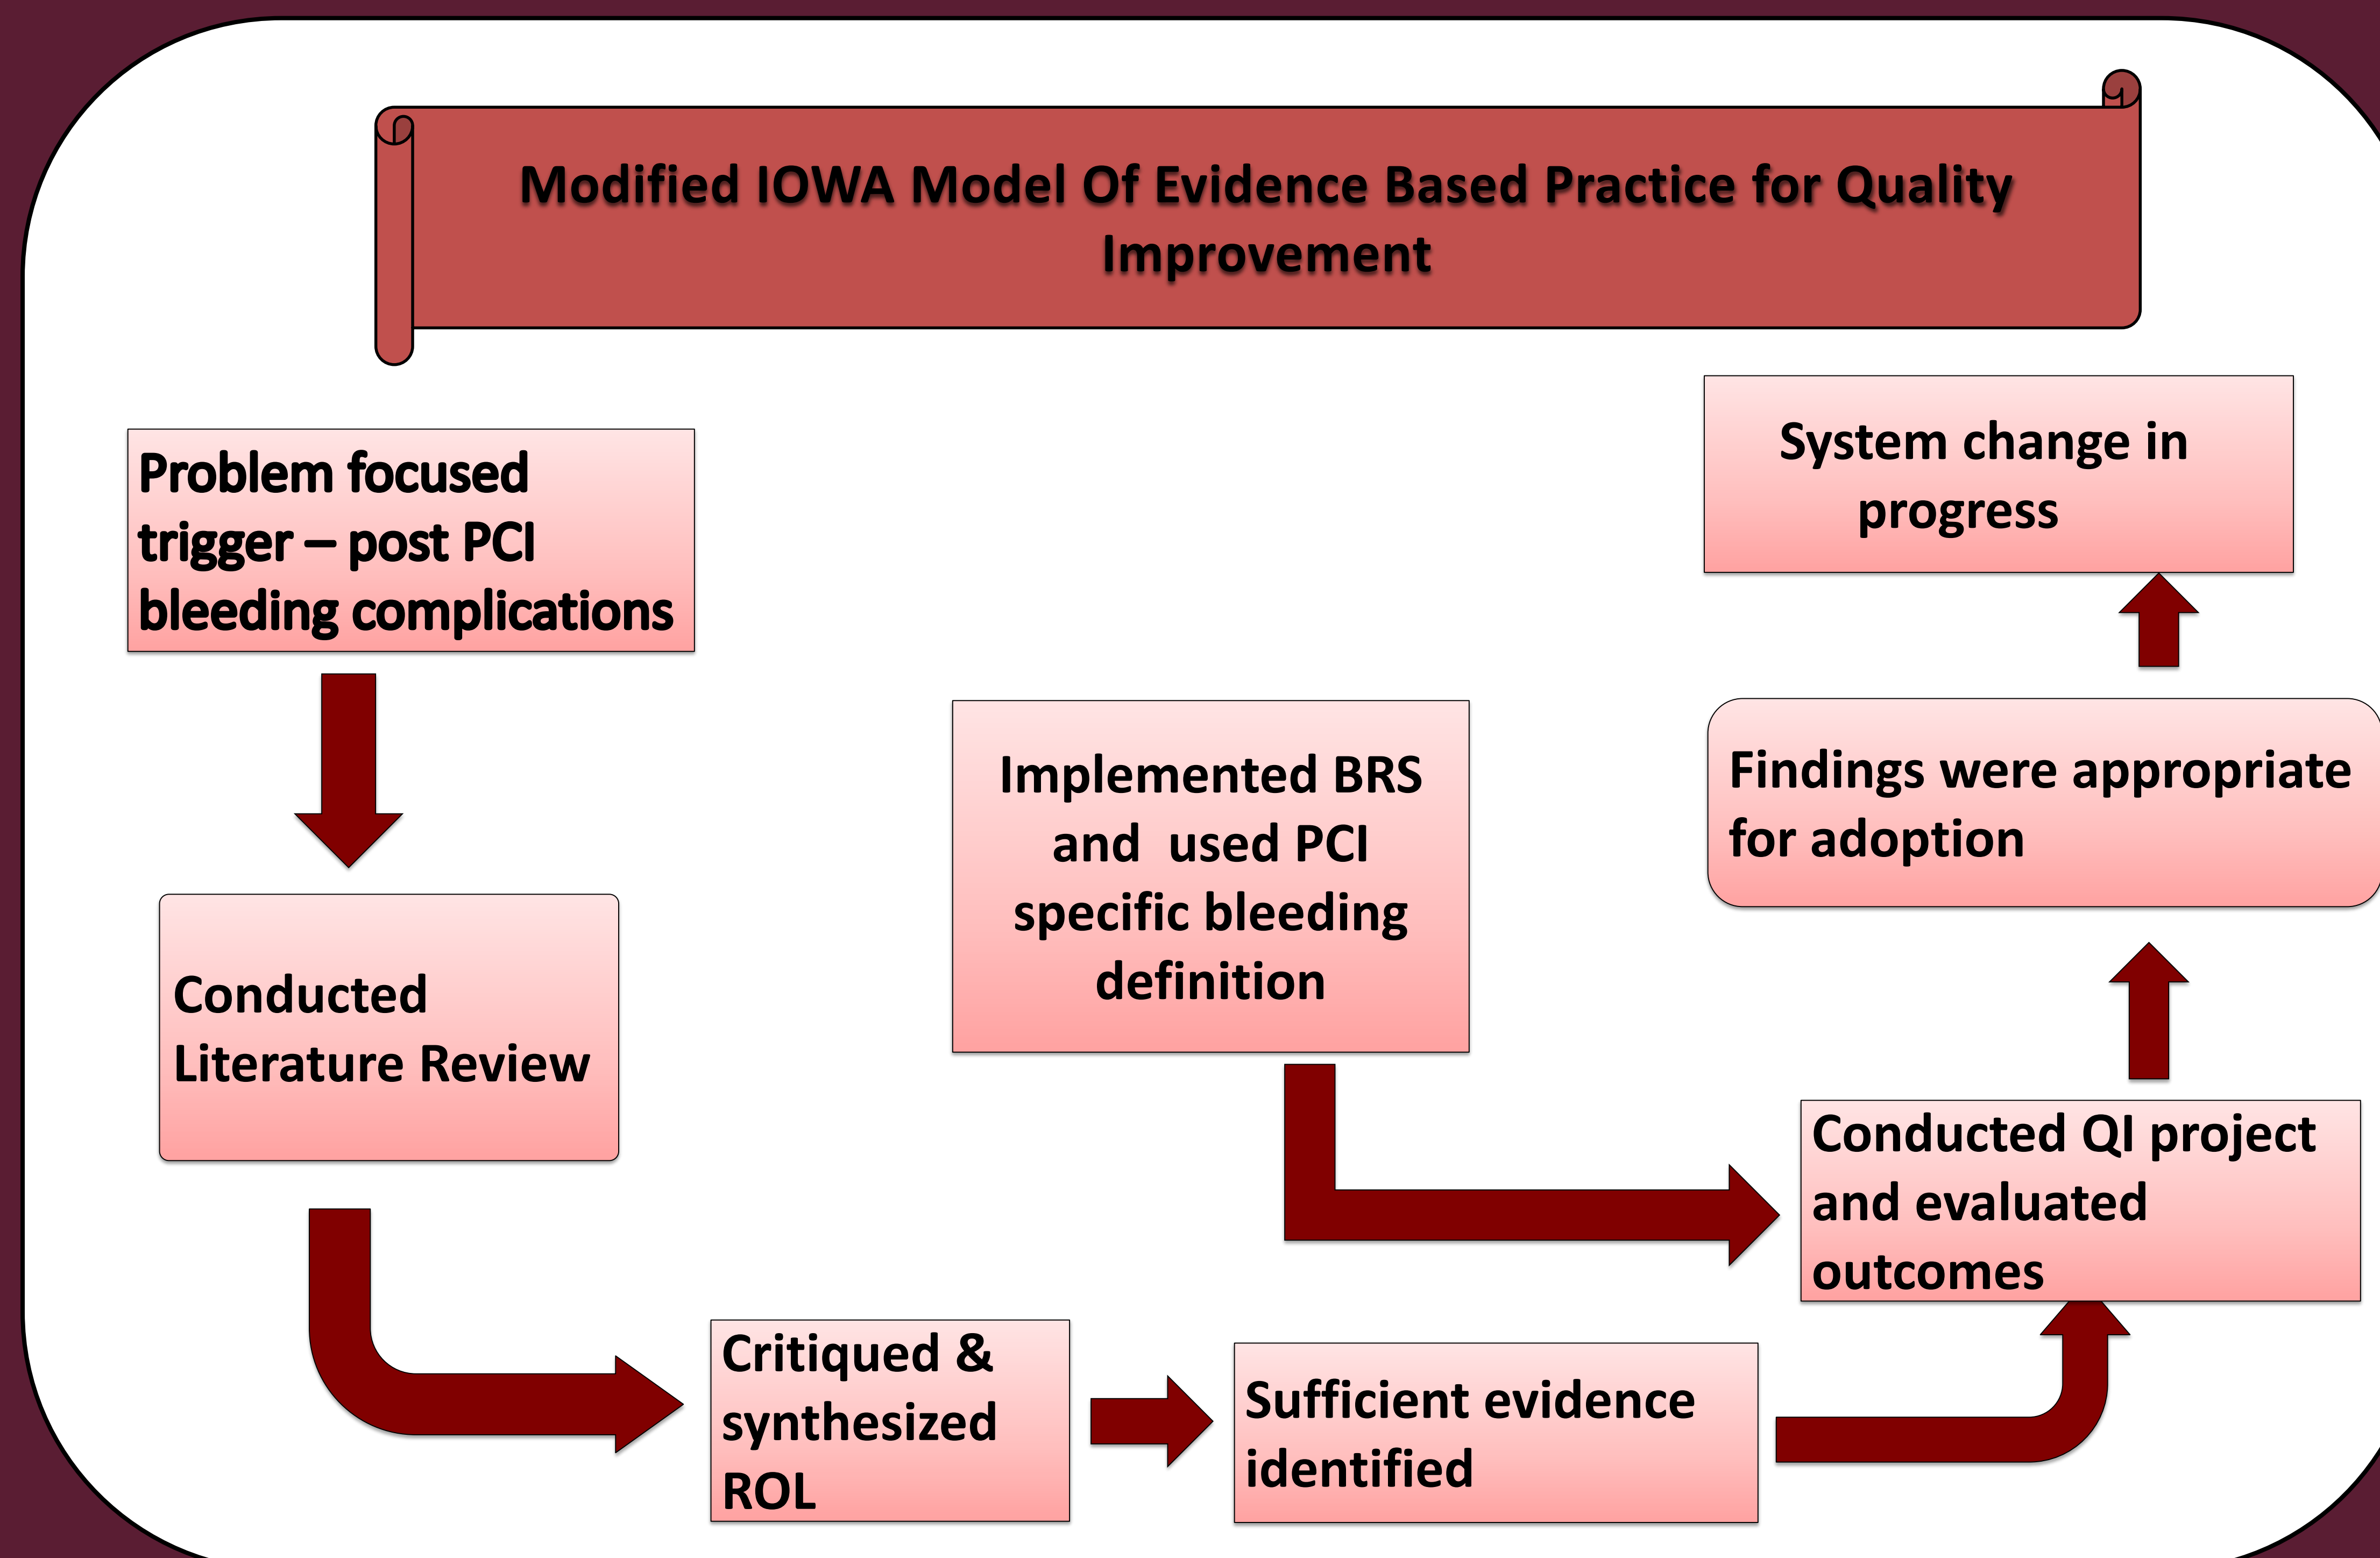 Modified IOWA Model Of Evidence Based Practice for Quality
Improvement
Problem focused
trigger – post PCI
bleeding complications
Conducted
Literature Review
Critiqued &
synthesized
ROL
Sufficient evidence
identified
Implemented BRS
and  used PCI
specific bleeding
definition
Conducted QI project
and evaluated
outcomes
Findings were appropriate
for adoption
System change in
progress